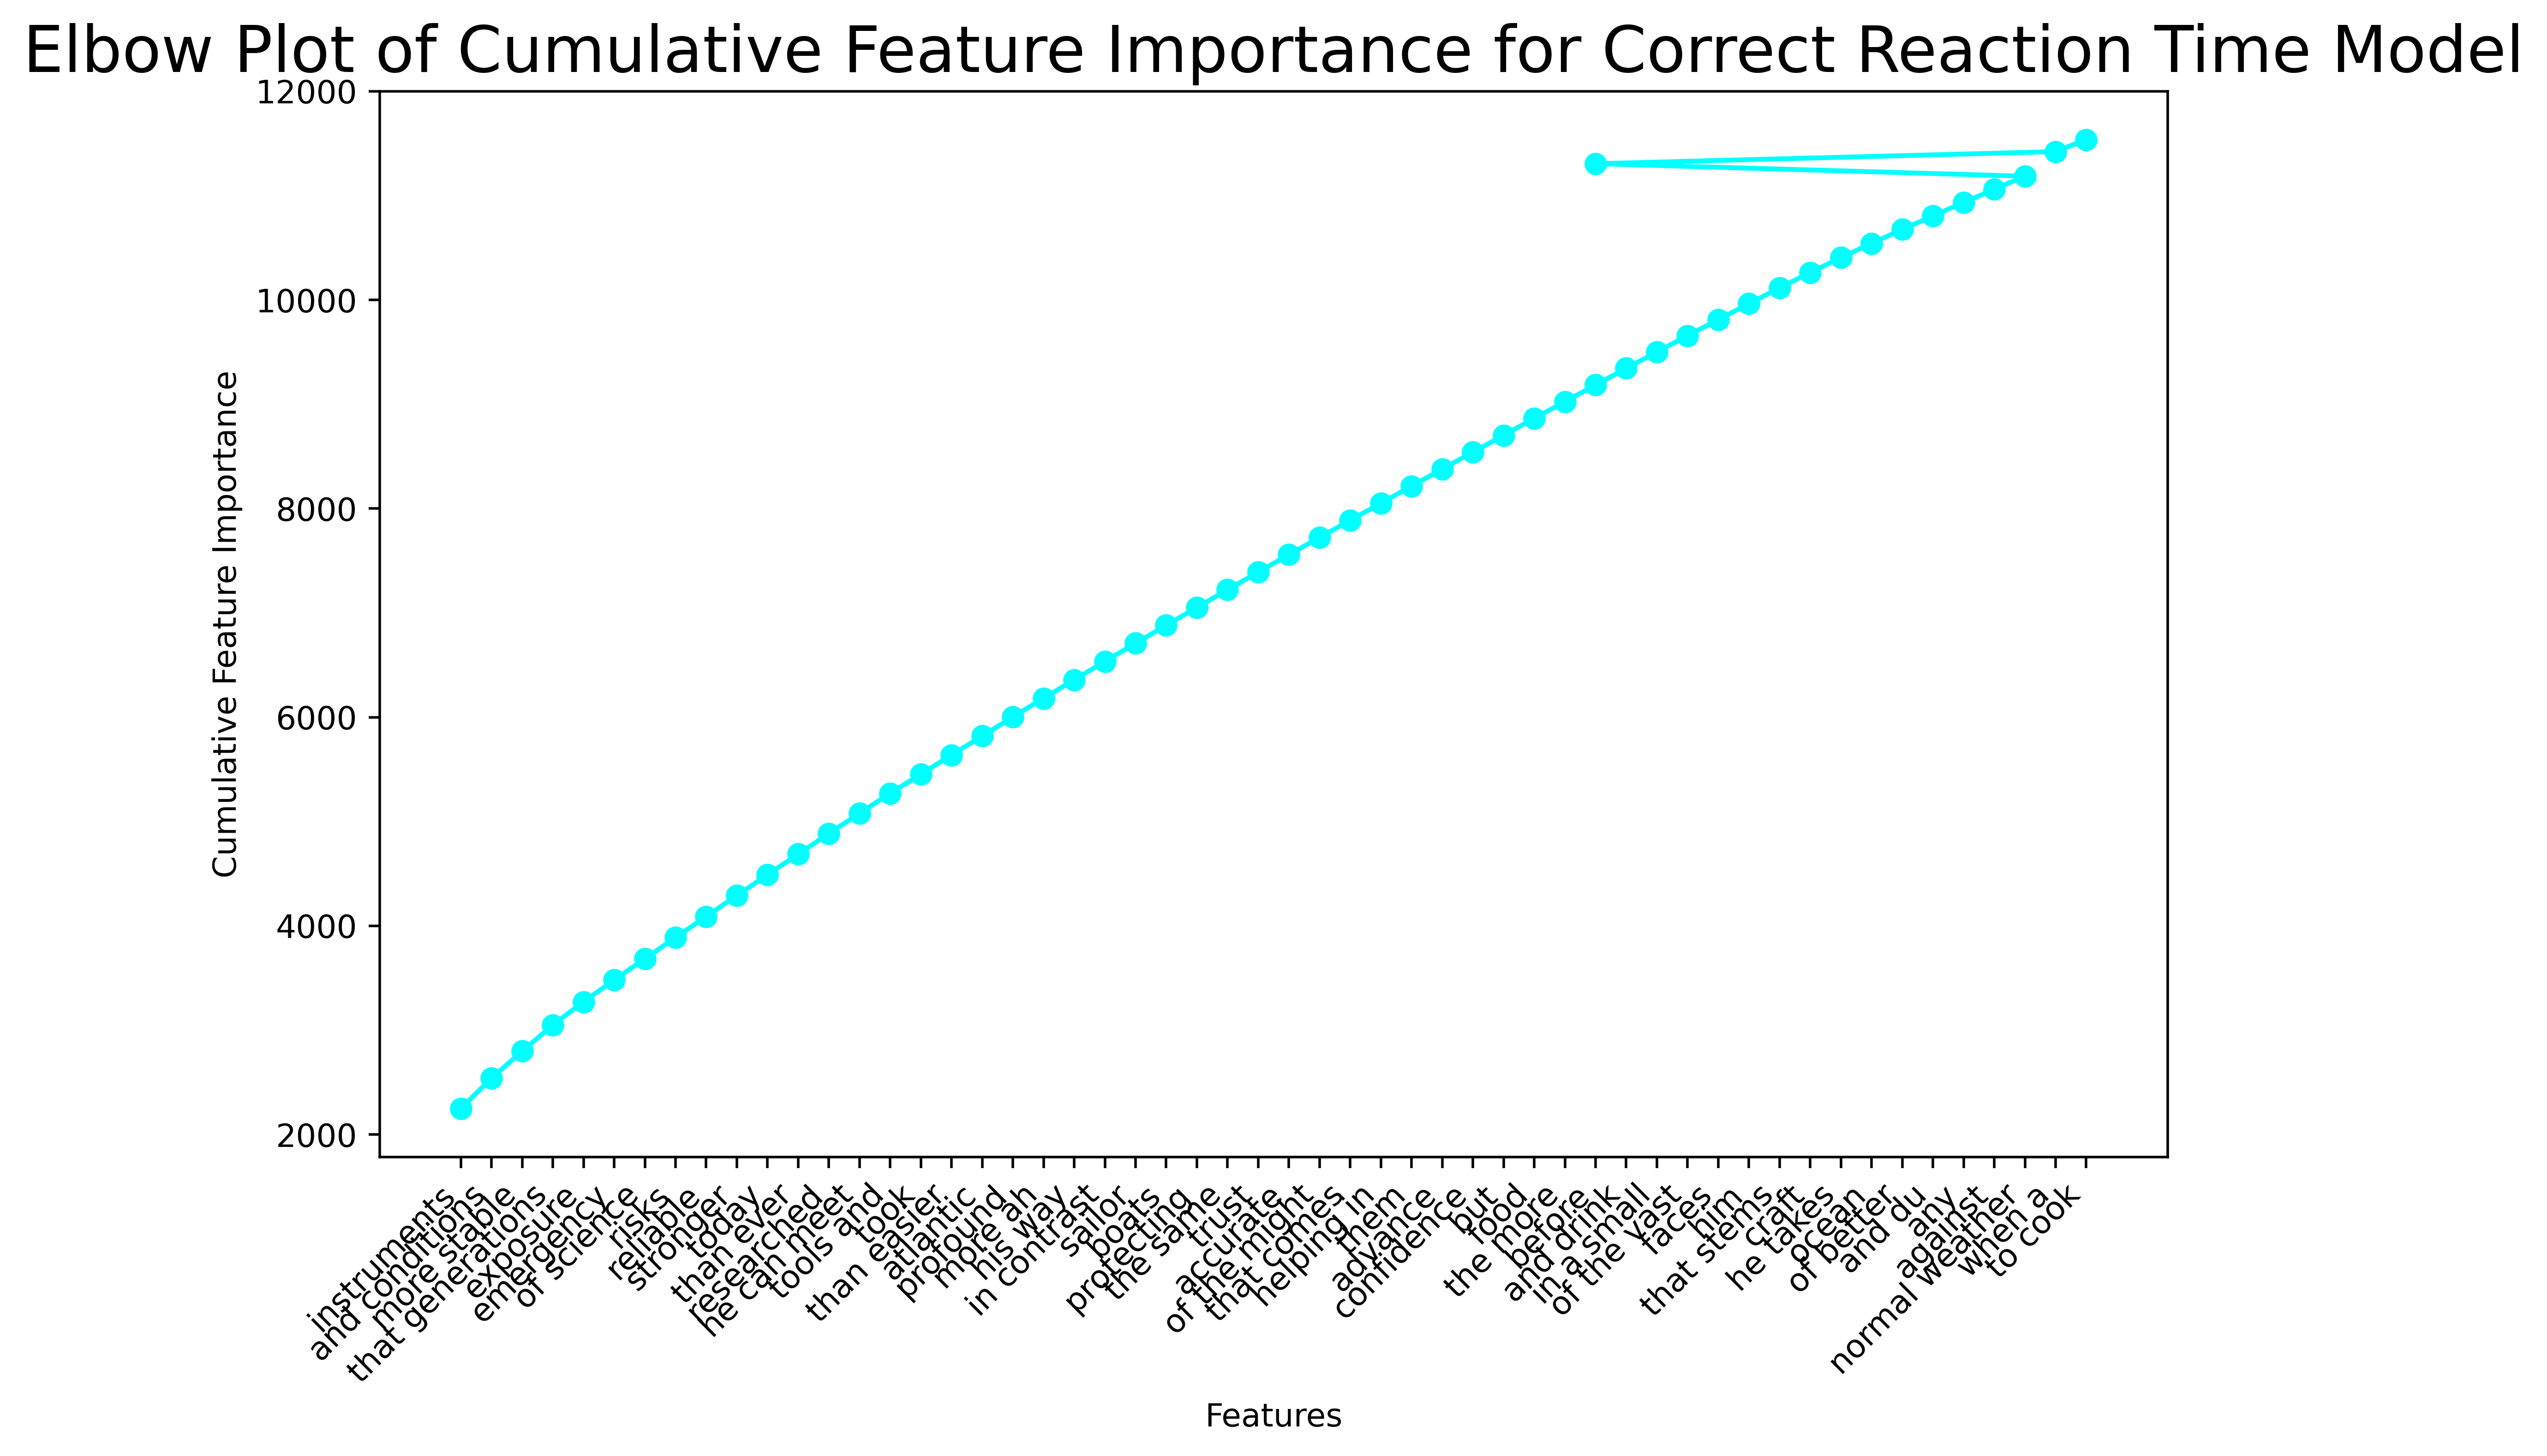 Elbow Plot of Cumulative Feature Importance for Correct Reaction Time Model
12000
10000
8000
6000
4000
2000
Cumulative Feature Importance
instruments
and conditions
more stable
that generations
exposure
emergency
of science
risks
reliable
stronger
today
than ever
researched
he can meet
tools and
took
than easier
atlantic
profound
more ah
his way
in contrast
sailor
boats
protecting
the same
trust
accurate
of the might
that comes
helping in
them
advance
confidence
but
food
the more
before
and drink
in a small
of the vast
faces
him
that stems
craft
he takes
ocean
of better
and du
any
against
normal weather
when a
to cook
Features